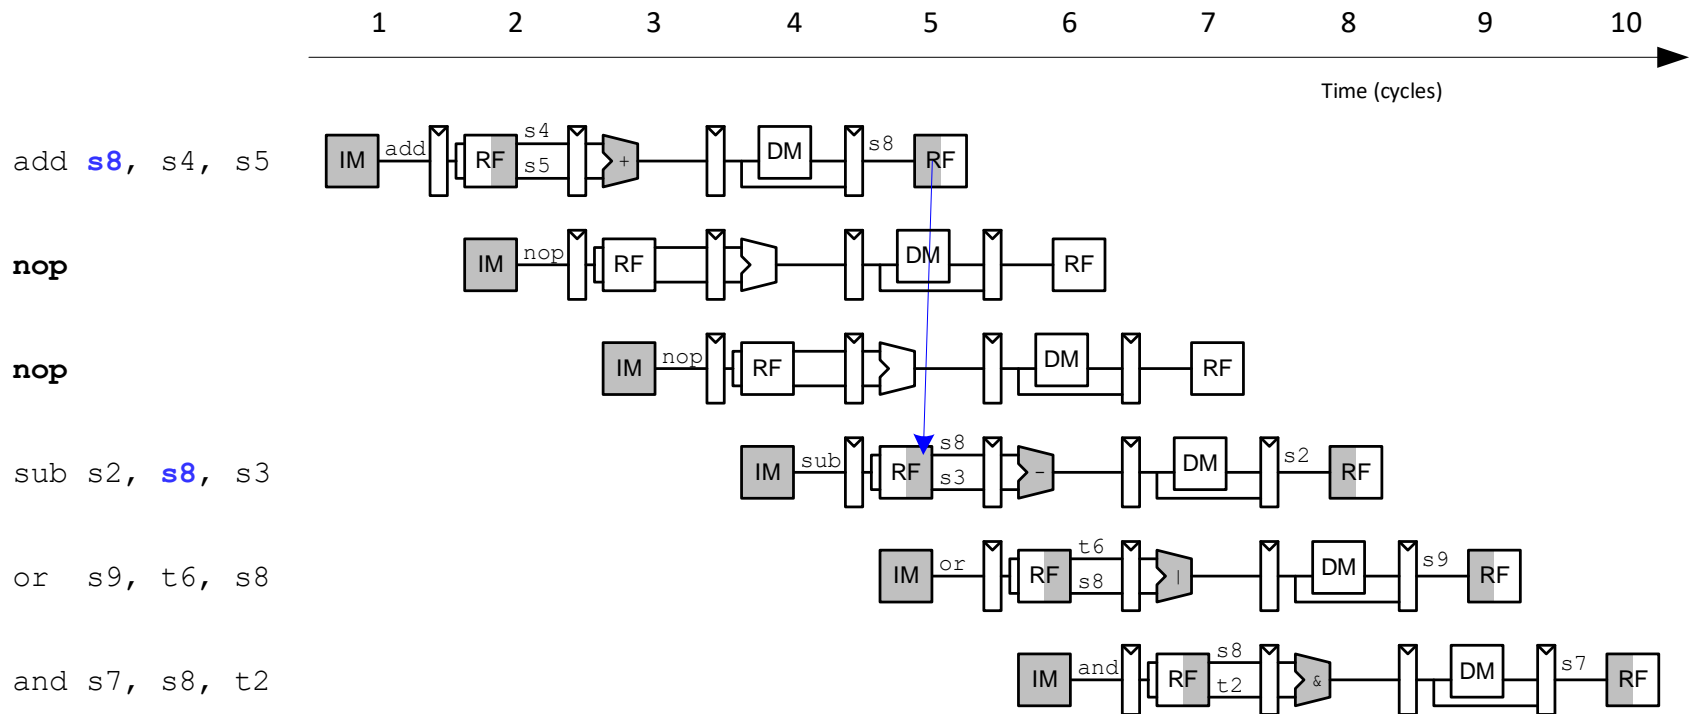 1 2 3 4 5 6 7 8 9 10
Time (cycles)
add s8, s4, s5 IM add RF s4 s5 + DM s8 RF
nop IM nop RF DM RF
nop IM nop RF DM RF
sub s2, s8, s3 IM sub RF s8 s3 - DM s2 RF
or s9, t6, s8 IM or RF t6 s8 | DM s9 RF
and s7, s8, t2 IM and RF s8 t2 & DM s7 RF